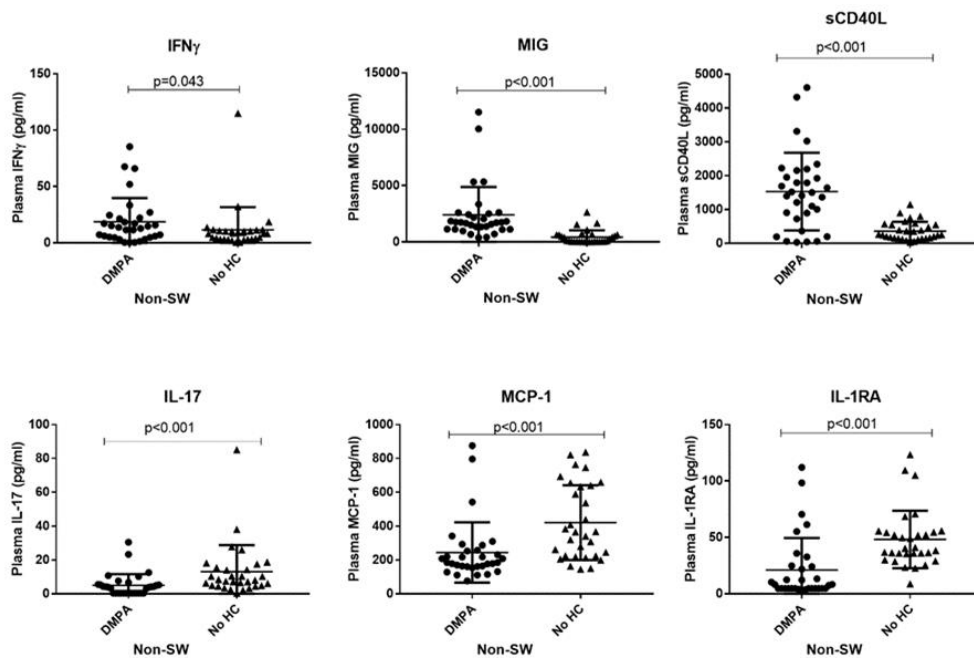 IFNγ
p=0.043
Plasma IFNγ (pg/ml)
150
100
50
0
DMPA
No HC
Non-SW
MIG
p<0.001
Plasma MIG (pg/ml)
15000
10000
5000
0
DMPA
No HC
Non-SW
sCD40L
p<0.001
Plasma sCD40L (pg/ml)
5000
4000
3000
2000
1000
0
DMPA
No HC
Non-SW
IL-17
p<0.001
Plasma IL-17 (pg/ml)
100
80
60
40
20
0
DMPA
No HC
Non-SW
MCP-1
p<0.001
Plasma MCP-1 (pg/ml)
1000
800
600
400
200
0
DMPA
No HC
Non-SW
IL-1RA
p<0.001
Plasma IL-1RA (pg/ml)
150
100
50
0
DMPA
No HC
Non-SW